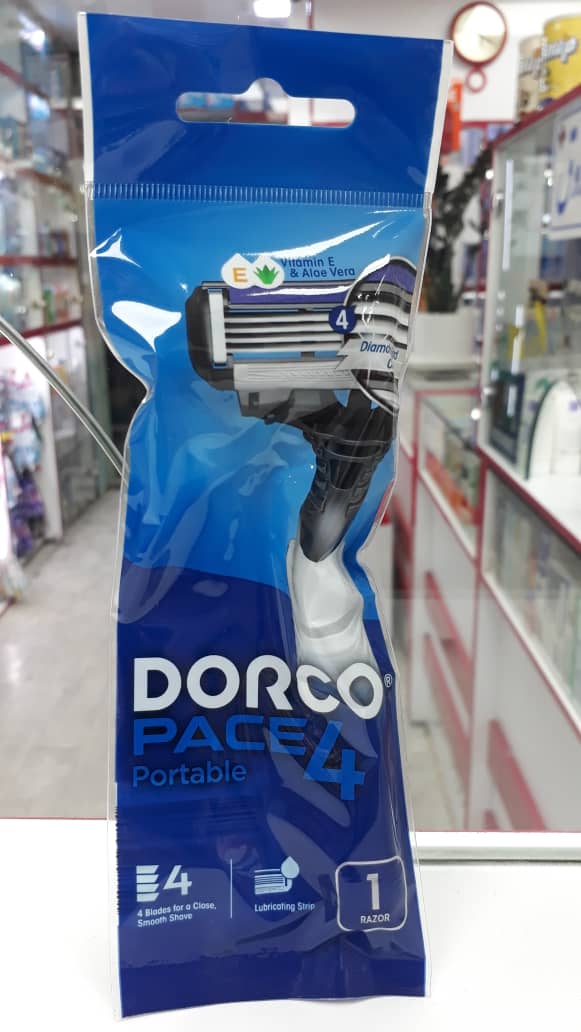 E
Vitamin E
& Aloe Vera
4
DORCO®
PACE 4
Portable
4
4 Blades for a Close,
Smooth Shave
Lubricating Strip
1
RAZOR